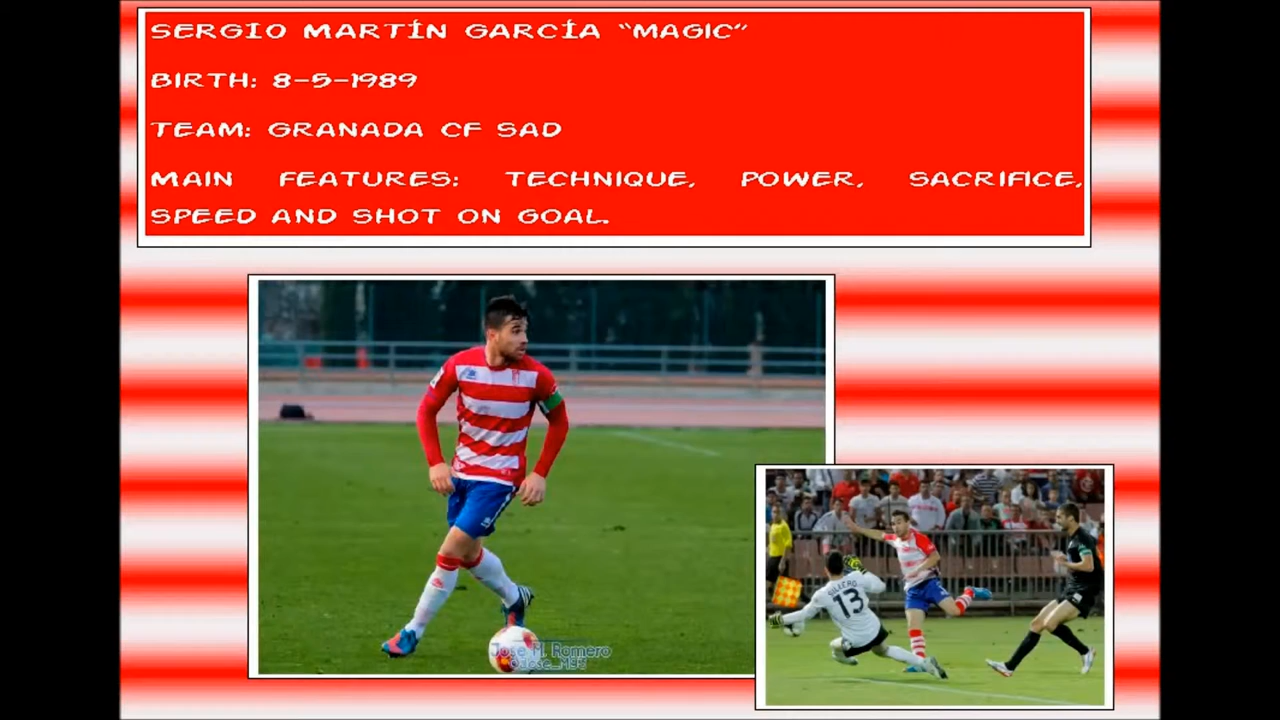 SERGIO MARTÍN GARCÍA “MAGIC”
BIRTH: 8-5-1989
TEAM: GRANADA CF SAD
MAIN FEATURES: TECHNIQUE, POWER, SACRIFICE,
SPEED AND SHOT ON GOAL.
Jose M. Romero
13